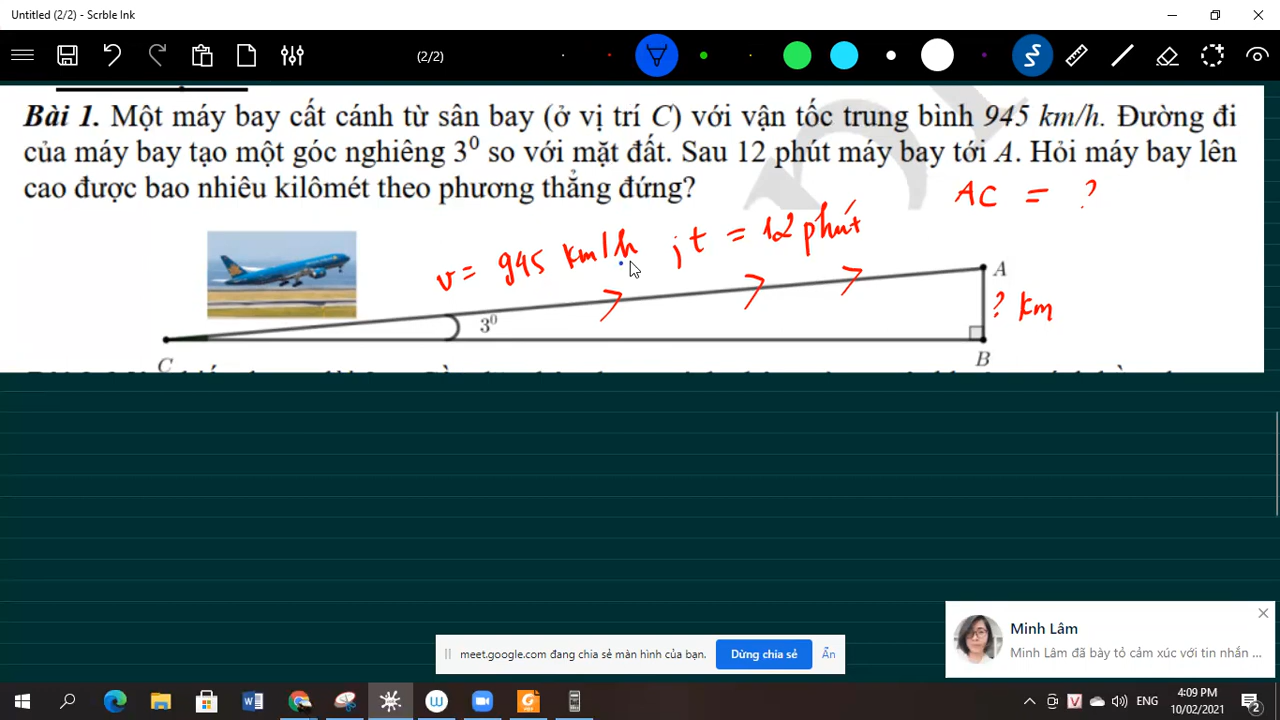 Untitled (2/2) - Scrble Ink
(2/2)
Bài 1. Một máy bay cất cánh từ sân bay (ở vị trí C) với vận tốc trung bình 945 km/h. Đường đi
của máy bay tạo một góc nghiêng 3⁰ so với mặt đất. Sau 12 phút máy bay tới A. Hỏi máy bay lên
cao được bao nhiêu kilômét theo phương thẳng đứng?
AC = ?
v = 945 km/h ; t = 12 phút
A
3⁰
? km
C
B
Minh Lâm
Minh Lâm đã bày tỏ cảm xúc với tin nhắn ...
meet.google.com đang chia sẻ màn hình của bạn.
Dừng chia sẻ
Ẩn
ENG
4:09 PM
10/02/2021
2